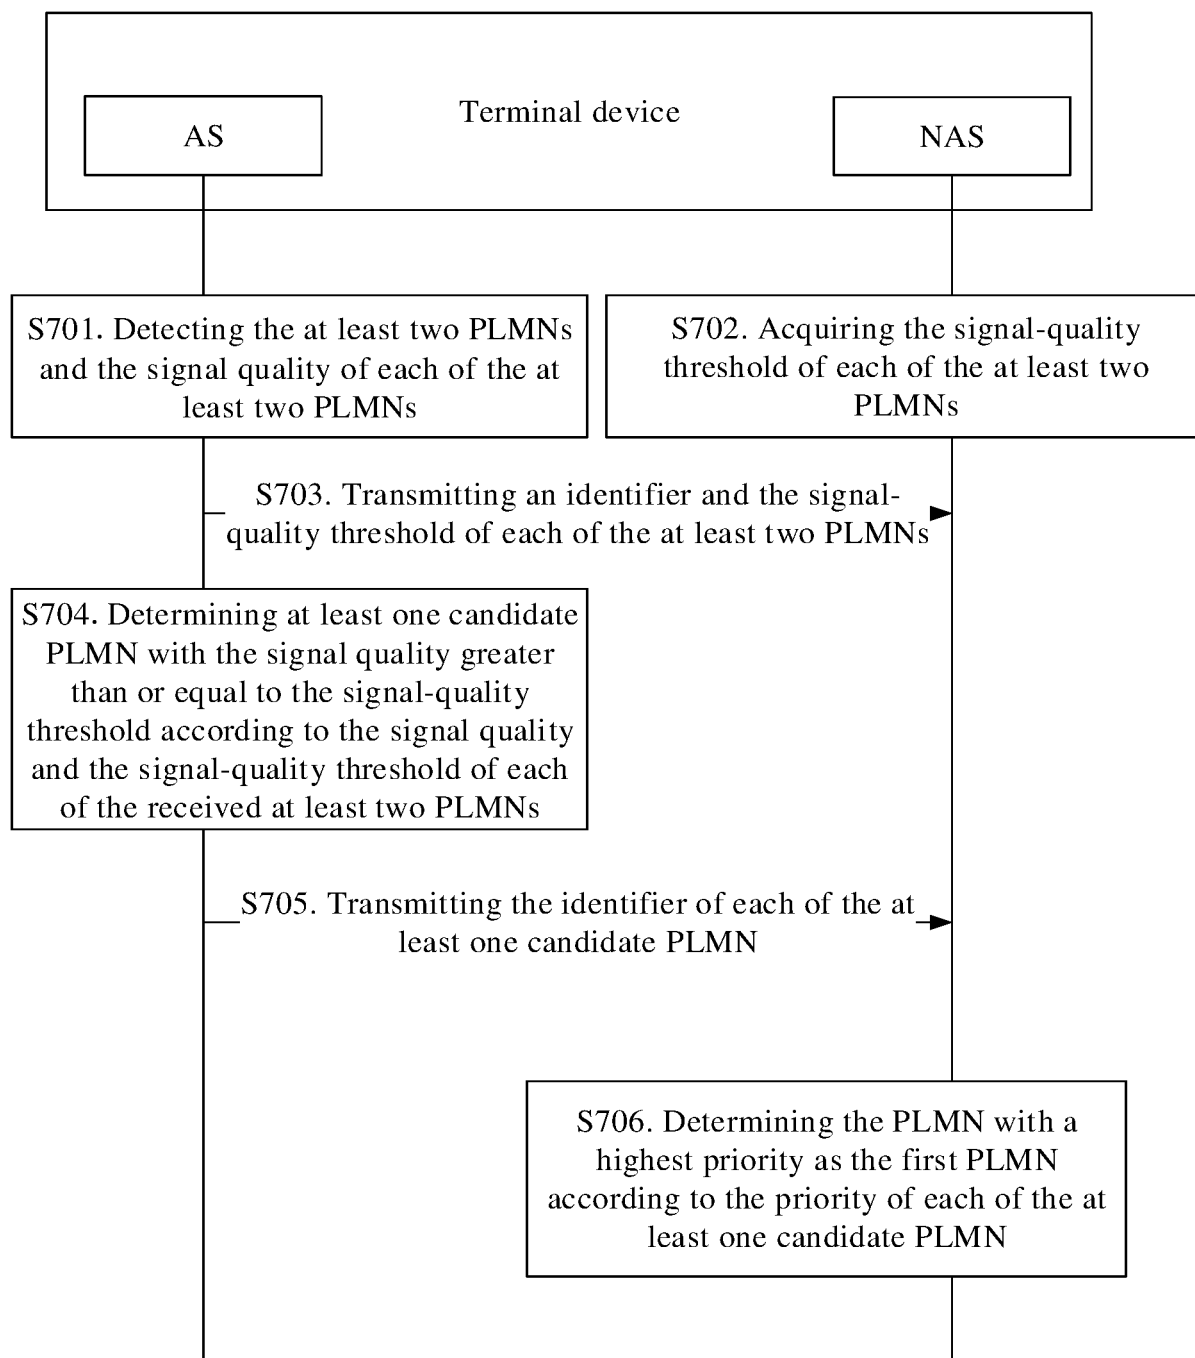 Terminal device
AS
NAS
S701. Detecting the at least two PLMNs
and the signal quality of each of the at
least two PLMNs
S702. Acquiring the signal-quality
threshold of each of the at least two
PLMNs
S703. Transmitting an identifier and the signal-
quality threshold of each of the at least two PLMNs
S704. Determining at least one candidate
PLMN with the signal quality greater
than or equal to the signal-quality
threshold according to the signal quality
and the signal-quality threshold of each
of the received at least two PLMNs
S705. Transmitting the identifier of each of the at
least one candidate PLMN
S706. Determining the PLMN with a
highest priority as the first PLMN
according to the priority of each of the at
least one candidate PLMN